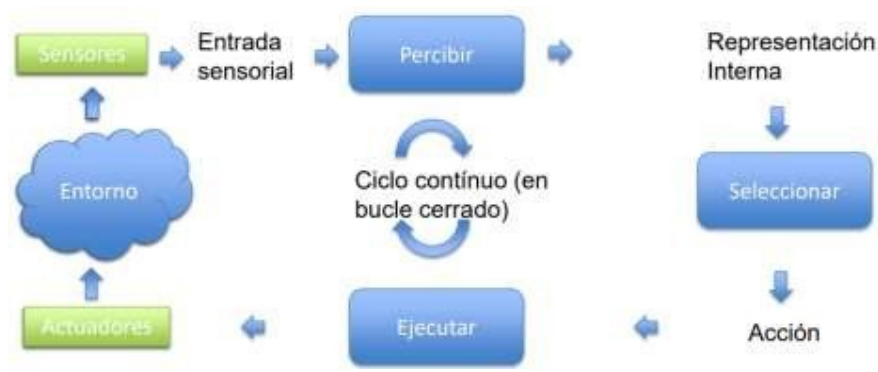 Sensores
Entrada
sensorial
Percibir
Representación
Interna
Entorno
Ciclo contínuo (en
bucle cerrado)
Seleccionar
Actuadores
Ejecutar
Acción